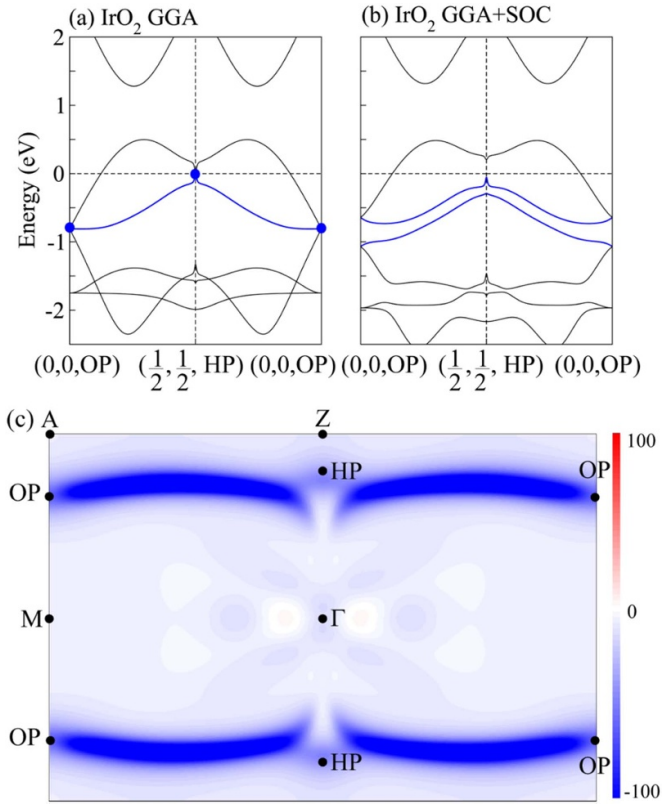 (a) IrO₂ GGA
(b) IrO₂ GGA+SOC
Energy (eV)
2
1
0
-1
-2
(0,0,OP) (1/2, 1/2, HP) (0,0,OP)
(0,0,OP) (1/2, 1/2, HP) (0,0,OP)
(c)
A
Z
HP
OP
OP
M
Γ
OP
HP
OP
100
0
-100